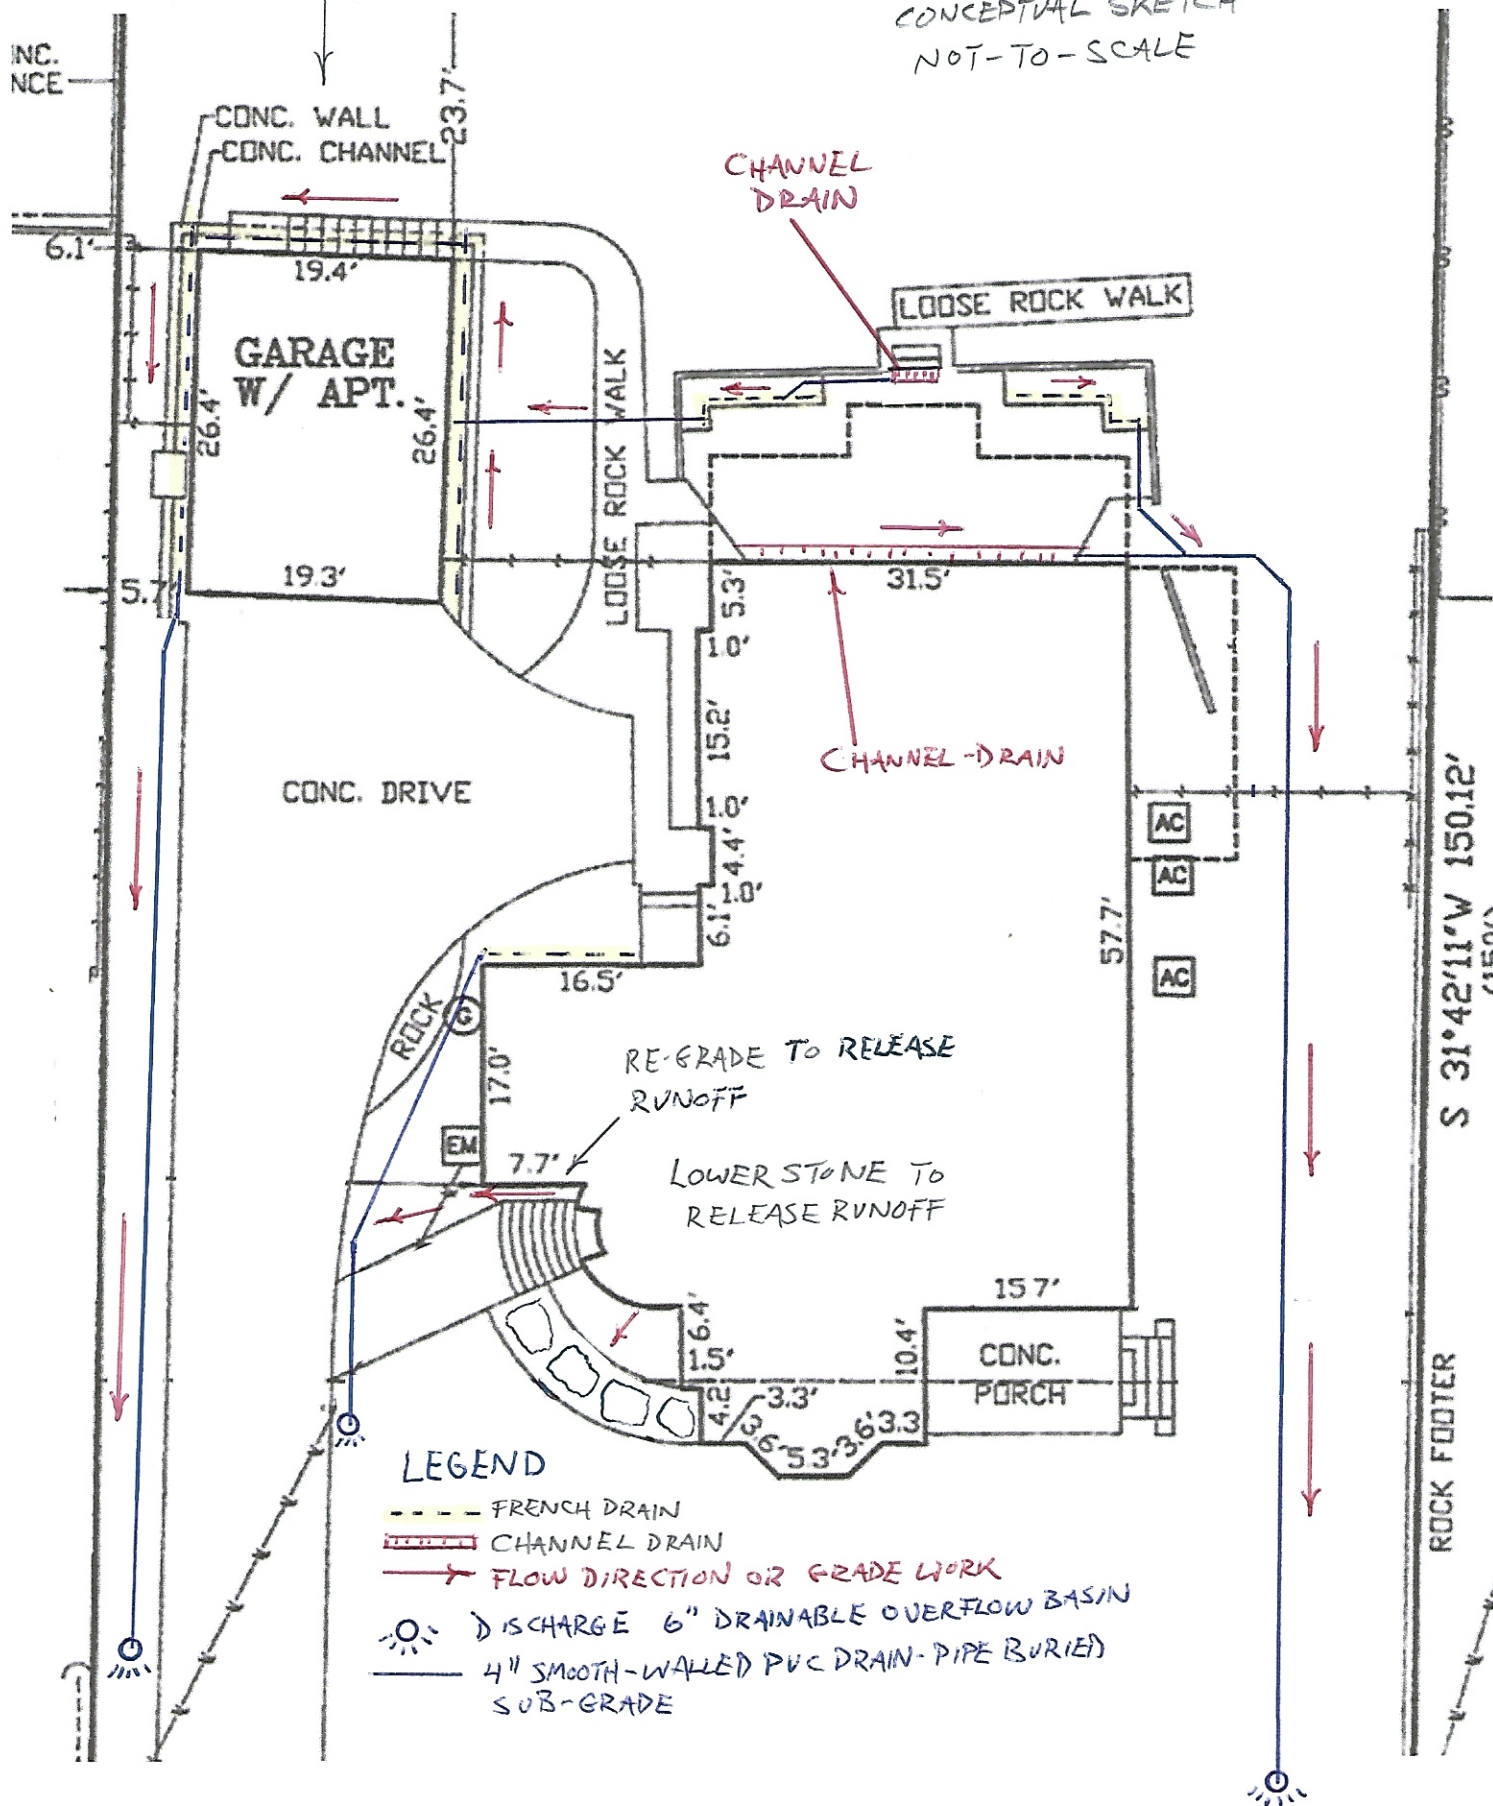 CONCEPTUAL SKETCH
NOT-TO-SCALE
NC.
NCE
CONC. WALL
CONC. CHANNEL
23.7'
CHANNEL
DRAIN
6.1'
19.4'
LOOSE ROCK WALK
GARAGE
W/ APT.
26.4'
26.4'
LOOSE ROCK WALK
19.3'
5.7'
31.5'
5.3'
1.0'
15.2'
CHANNEL-DRAIN
CONC. DRIVE
1.0'
4.4'
1.0'
6.1'
AC
AC
AC
57.7'
S 31°42'11"W 150.12'
16.5'
ROCK
G
17.0'
RE-GRADE TO RELEASE
RUNOFF
EM
7.7'
LOWER STONE TO
RELEASE RUNOFF
15.7'
6.4'
1.5'
10.4'
CONC.
PORCH
4.2'
3.3'
3.6'
5.3'
3.6'
3.3
ROCK FOOTER
LEGEND
FRENCH DRAIN
CHANNEL DRAIN
FLOW DIRECTION OR GRADE WORK
DISCHARGE 6" DRAINABLE OVERFLOW BASIN
4" SMOOTH-WALLED PVC DRAIN-PIPE BURIED
SUB-GRADE